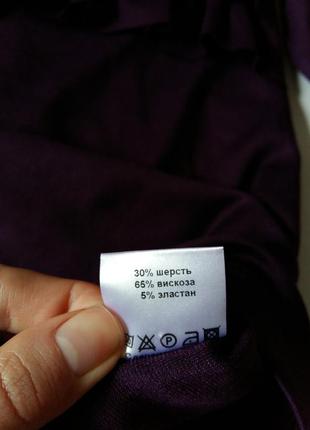 30% шерсть
65% вискоза
5% эластан